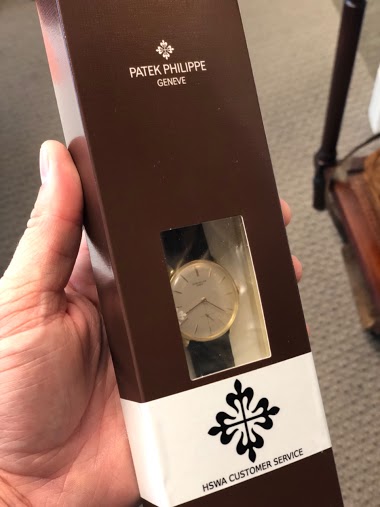 PATEK PHILIPPE
GENEVE
HSWA CUSTOMER SERVICE